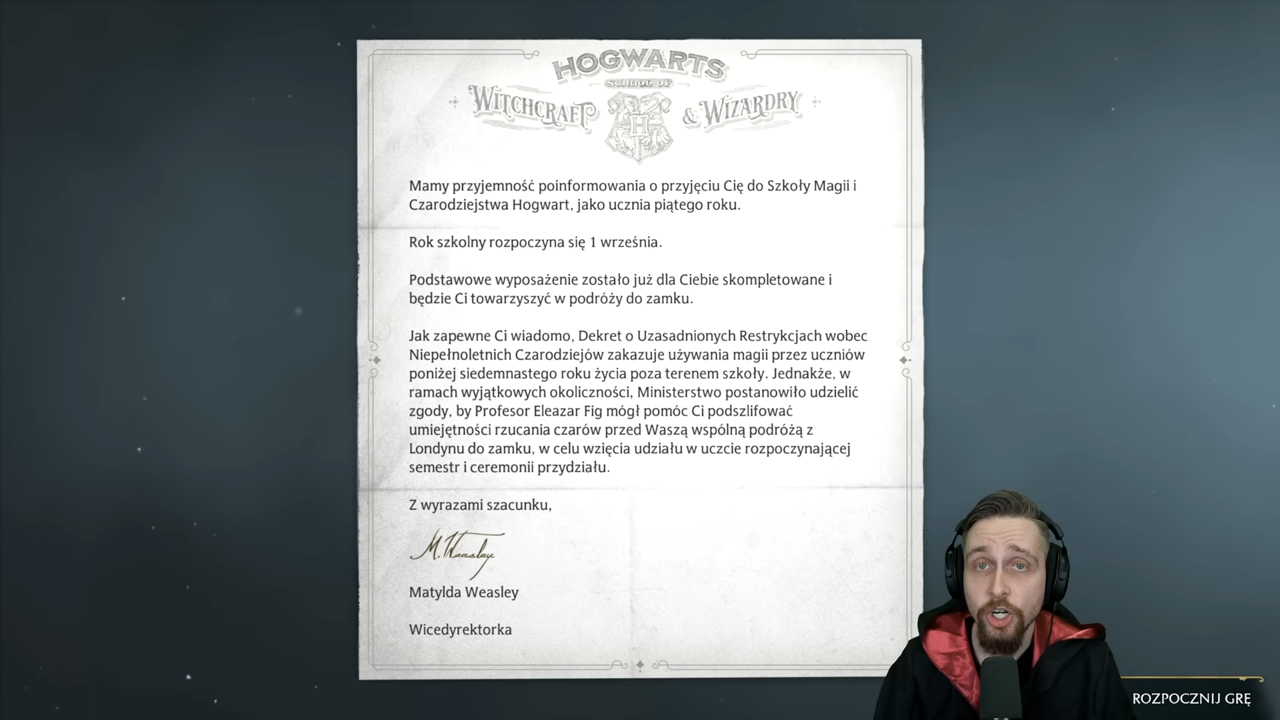 HOGWARTS
SCHOOL OF
WITCHCRAFT & WIZARDRY
H
Mamy przyjemność poinformowania o przyjęciu Cię do Szkoły Magii i
Czarodziejstwa Hogwart, jako ucznia piątego roku.
Rok szkolny rozpoczyna się 1 września.
Podstawowe wyposażenie zostało już dla Ciebie skompletowane i
będzie Ci towarzyszyć w podróży do zamku.
Jak zapewne Ci wiadomo, Dekret o Uzasadnionych Restrykcjach wobec
Niepełnoletnich Czarodziejów zakazuje używania magii przez uczniów
poniżej siedemnastego roku życia poza terenem szkoły. Jednakże, w
ramach wyjątkowych okoliczności, Ministerstwo postanowiło udzielić
zgody, by Profesor Eleazar Fig mógł pomóc Ci podszlifować
umiejętności rzucania czarów przed Waszą wspólną podróżą z
Londynu do zamku, w celu wzięcia udziału w uczcie rozpoczynającej
semestr i ceremonii przydziału.
Z wyrazami szacunku,
M. Weasley
Matylda Weasley
Wicedyrektorka
ROZPOCZNIJ GRĘ